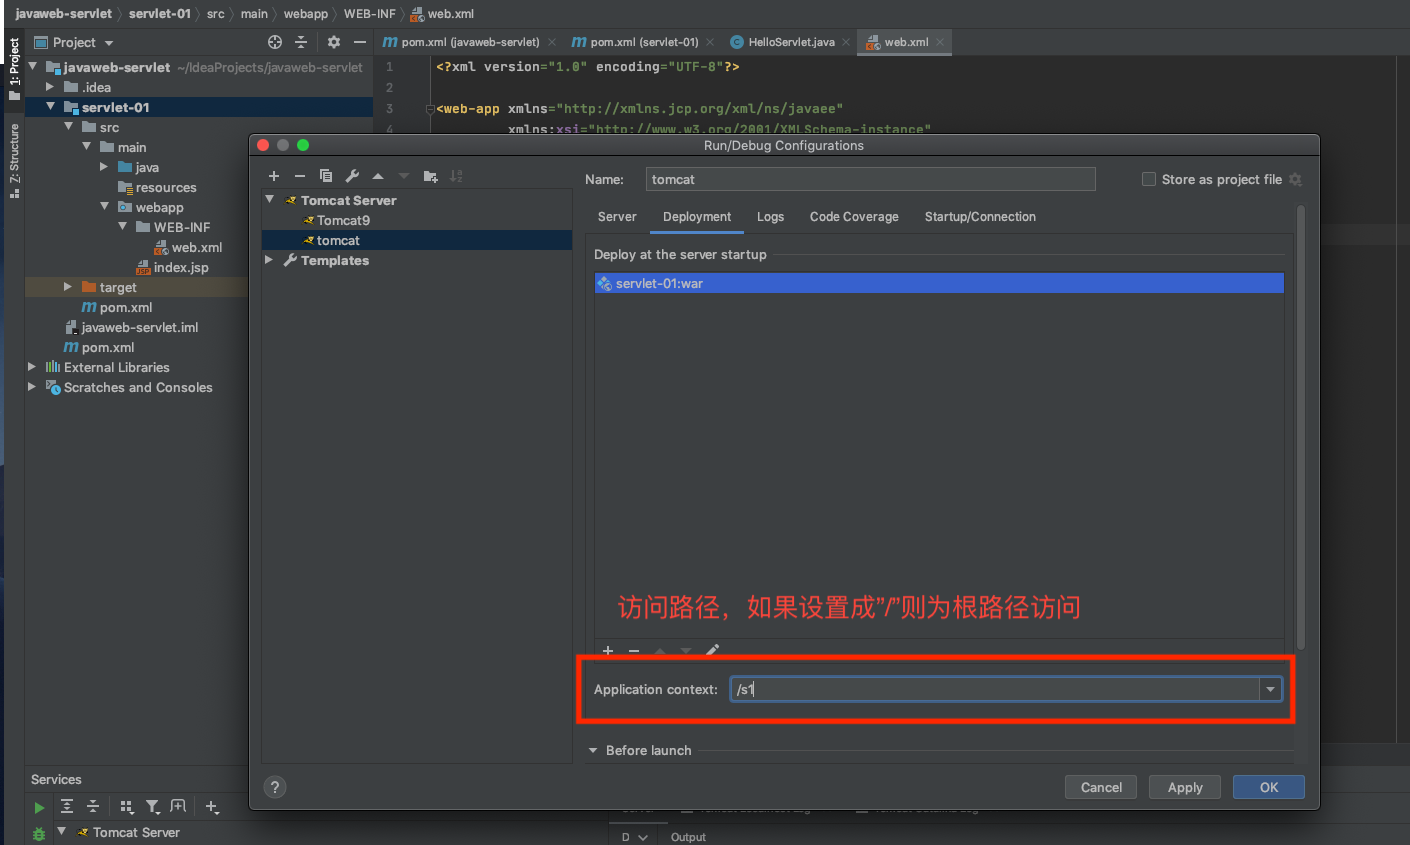 javaweb-servlet servlet-01 src main webapp WEB-INF web.xml
Project
pom.xml (javaweb-servlet) pom.xml (servlet-01) HelloServlet.java web.xml
1: Project
Z: Structure
javaweb-servlet ~/IdeaProjects/javaweb-servlet
.idea
servlet-01
src
main
java
resources
webapp
WEB-INF
web.xml
index.jsp
target
pom.xml
javaweb-servlet.iml
pom.xml
External Libraries
Scratches and Consoles
1 <?xml version="1.0" encoding="UTF-8"?>
2
3 <web-app xmlns="http://xmlns.jcp.org/xml/ns/javaee"
4 xmlns:xsi="http://www.w3.org/2001/XMLSchema-instance"
Run/Debug Configurations
Tomcat Server
Tomcat9
tomcat
Templates
Name: tomcat Store as project file
Server Deployment Logs Code Coverage Startup/Connection
Deploy at the server startup
servlet-01:war
访问路径，如果设置成”/”则为根路径访问
Application context: /s1
Before launch
? Cancel Apply OK
Services
Tomcat Server
D Output